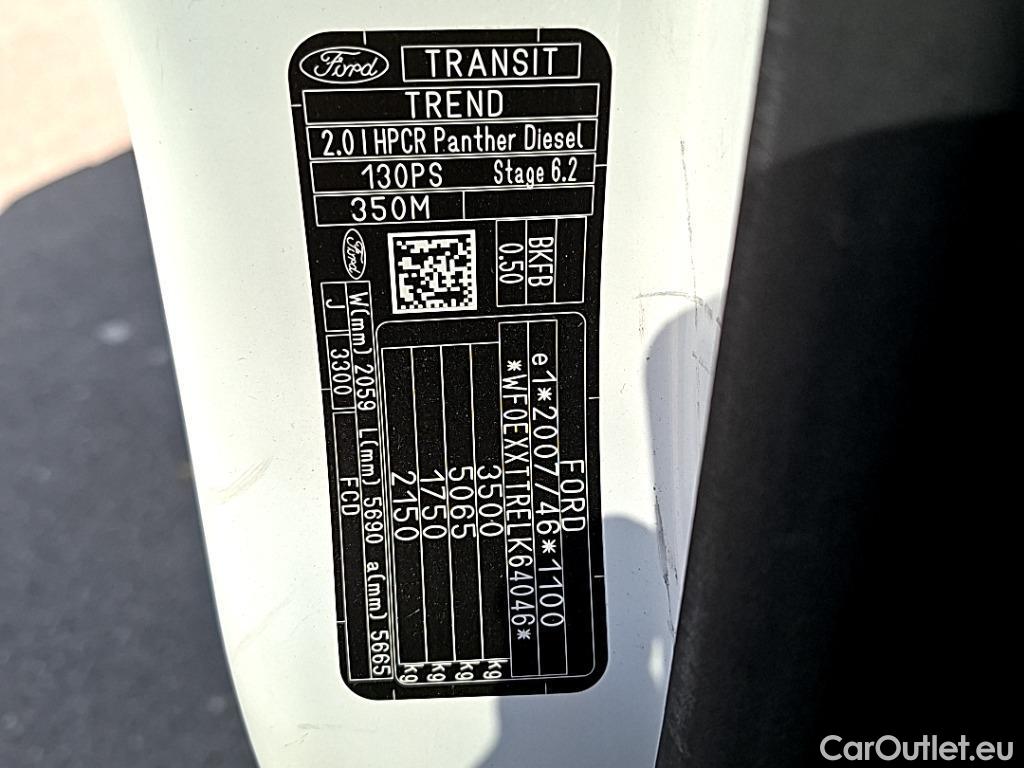 Ford TRANSIT
TREND
2.0 l HPCR Panther Diesel
130PS Stage 6.2
350M
Ford
BKFB
0.50
FORD
e1*2007/46*1100
*WF0EXXTTRELK64046*
3500 kg
5065 kg
1750 kg
2150 kg
W(mm) 2059 L(mm) 5690 a(mm) 5665
J 3300 FCD
CarOutlet.eu